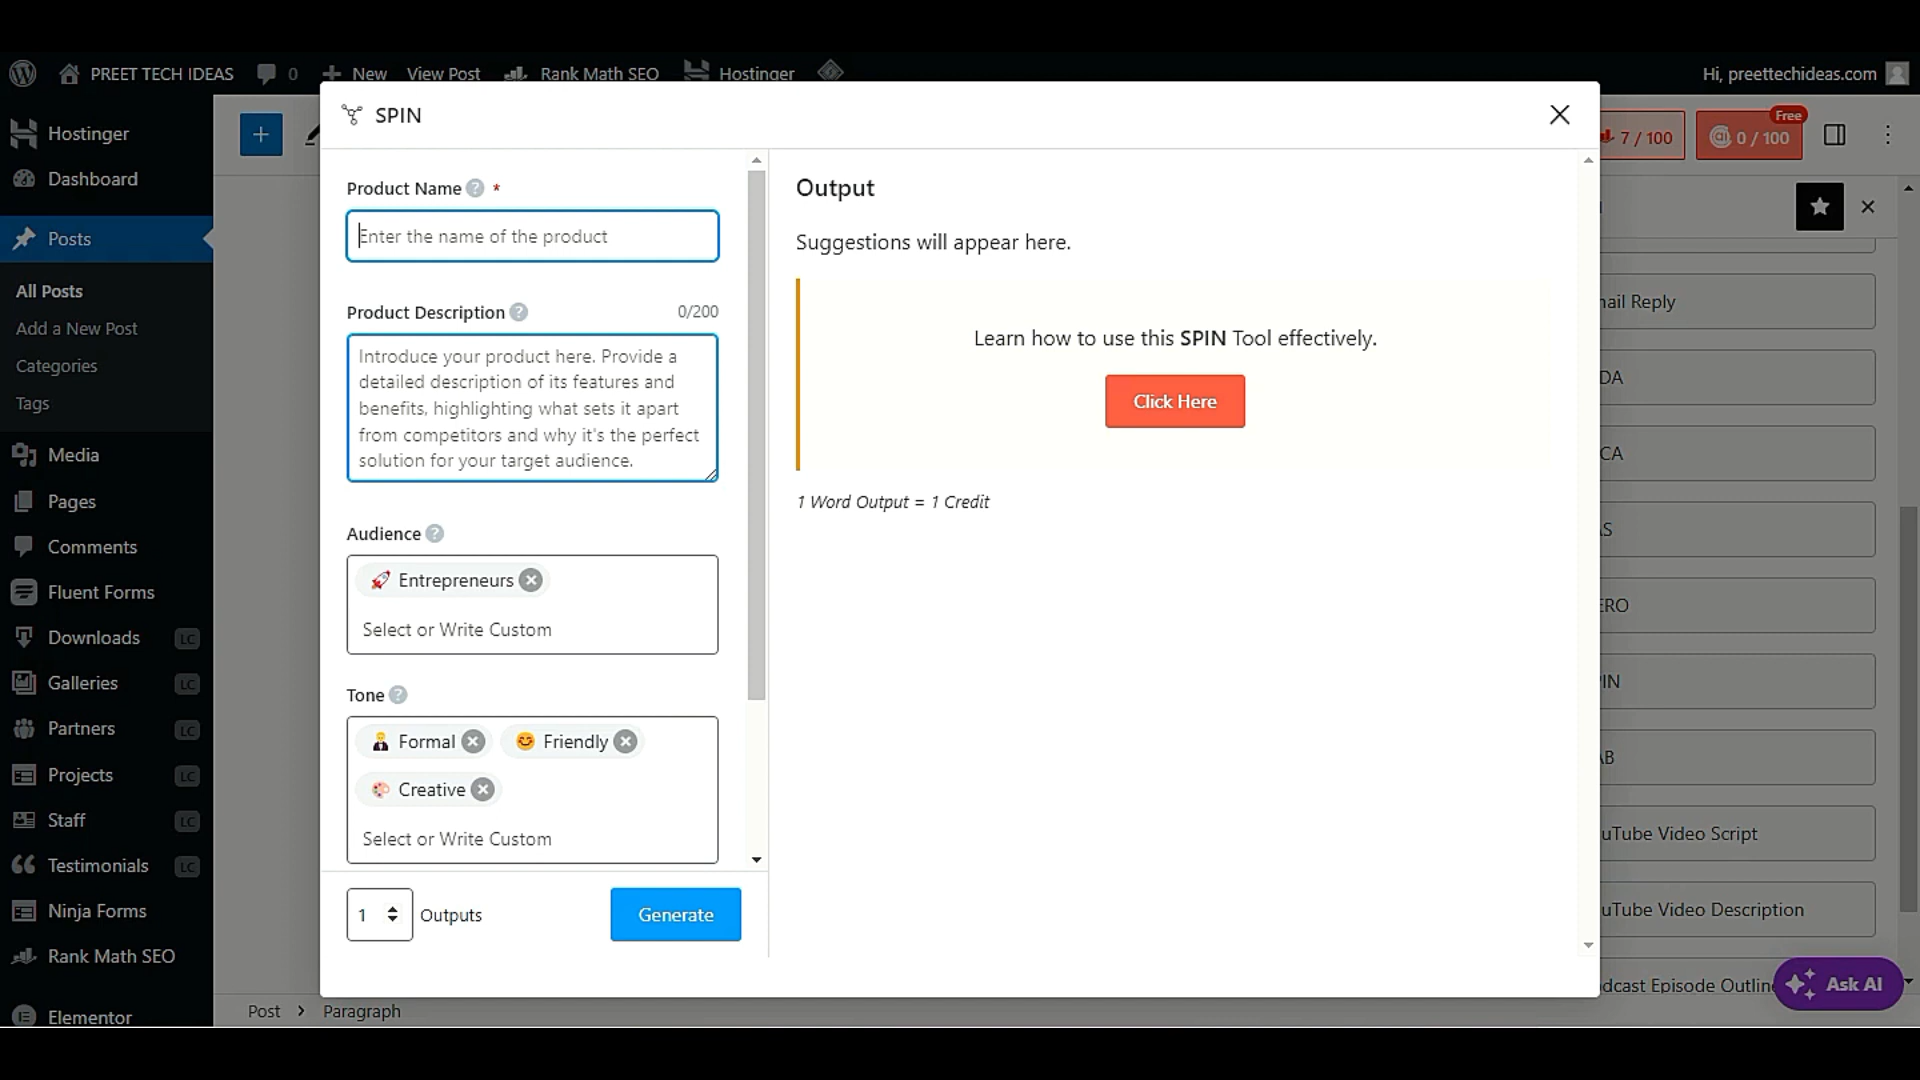 PREET TECH IDEAS
0
New
View Post
Rank Math SEO
Hostinger
Hi, preettechideas.com
Hostinger
Dashboard
Posts
All Posts
Add a New Post
Categories
Tags
Media
Pages
Comments
Fluent Forms
Downloads LC
Galleries LC
Partners LC
Projects LC
Staff LC
Testimonials LC
Ninja Forms
Rank Math SEO
Elementor
SPIN
Product Name ? *
Enter the name of the product
Product Description ? 0/200
Introduce your product here. Provide a
detailed description of its features and
benefits, highlighting what sets it apart
from competitors and why it's the perfect
solution for your target audience.
Audience ?
Entrepreneurs
Select or Write Custom
Tone ?
Formal Friendly
Creative
Select or Write Custom
1 Outputs
Generate
Output
Suggestions will appear here.
Learn how to use this SPIN Tool effectively.
Click Here
1 Word Output = 1 Credit
7 / 100
Free
0 / 100
ail Reply
DA
CA
S
ERO
IN
AB
uTube Video Script
uTube Video Description
dcast Episode Outlin
Ask AI
Post > Paragraph